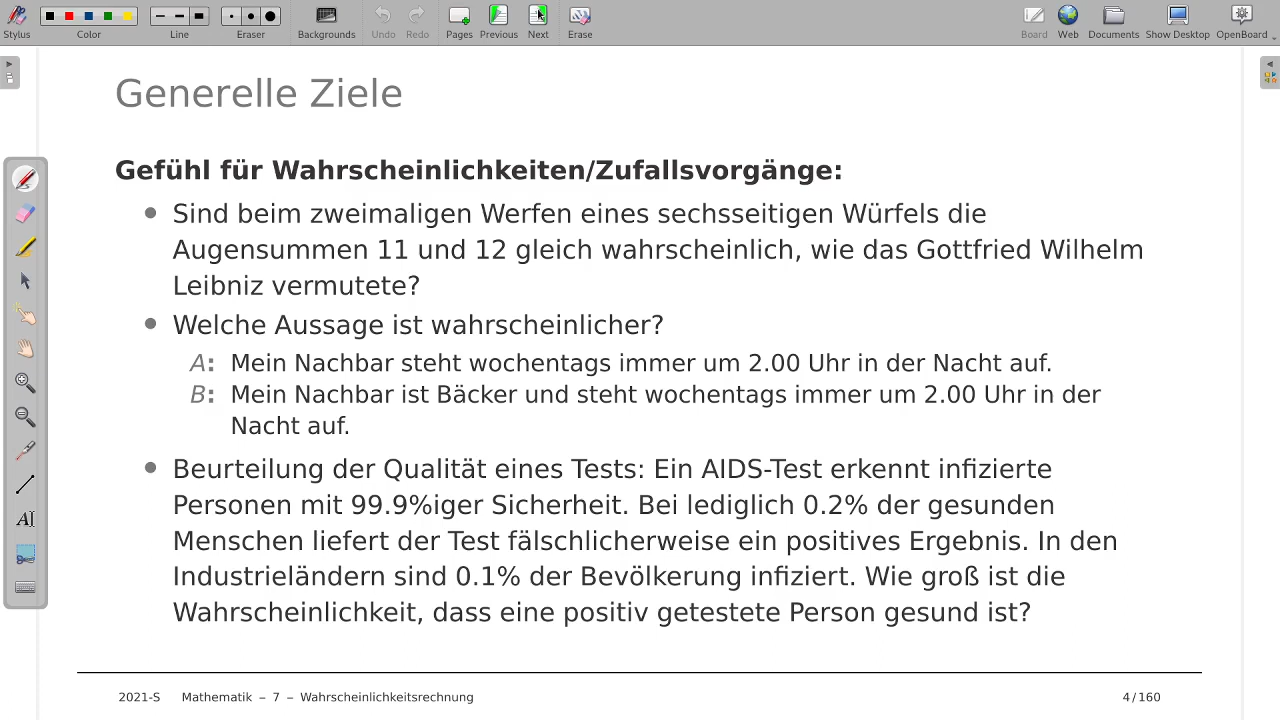 Stylus Color Line Eraser Backgrounds Undo Redo Pages Previous Next Erase Board Web Documents Show Desktop OpenBoard
Generelle Ziele
Gefühl für Wahrscheinlichkeiten/Zufallsvorgänge:
• Sind beim zweimaligen Werfen eines sechsseitigen Würfels die
Augensummen 11 und 12 gleich wahrscheinlich, wie das Gottfried Wilhelm
Leibniz vermutete?
• Welche Aussage ist wahrscheinlicher?
A: Mein Nachbar steht wochentags immer um 2.00 Uhr in der Nacht auf.
B: Mein Nachbar ist Bäcker und steht wochentags immer um 2.00 Uhr in der
Nacht auf.
• Beurteilung der Qualität eines Tests: Ein AIDS-Test erkennt infizierte
Personen mit 99.9%iger Sicherheit. Bei lediglich 0.2% der gesunden
Menschen liefert der Test fälschlicherweise ein positives Ergebnis. In den
Industrieländern sind 0.1% der Bevölkerung infiziert. Wie groß ist die
Wahrscheinlichkeit, dass eine positiv getestete Person gesund ist?
2021-S Mathematik – 7 – Wahrscheinlichkeitsrechnung 4/160